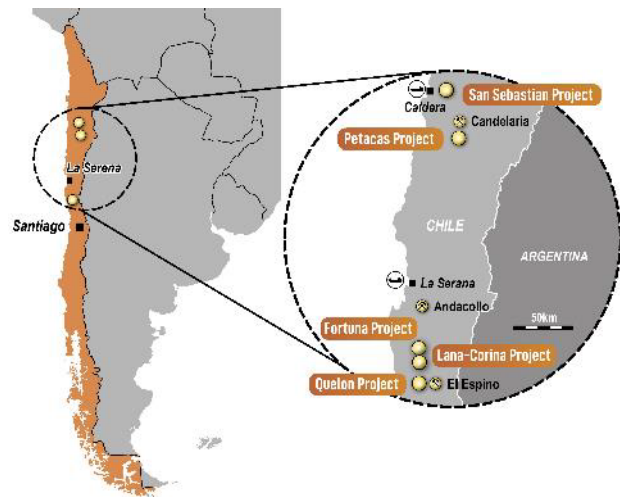 La Serena
Santiago
San Sebastian Project
Caldera
Candelaria
Petacas Project
CHILE
ARGENTINA
La Serana
Andacollo
50km
Fortuna Project
Lana-Corina Project
Quelon Project
El Espino